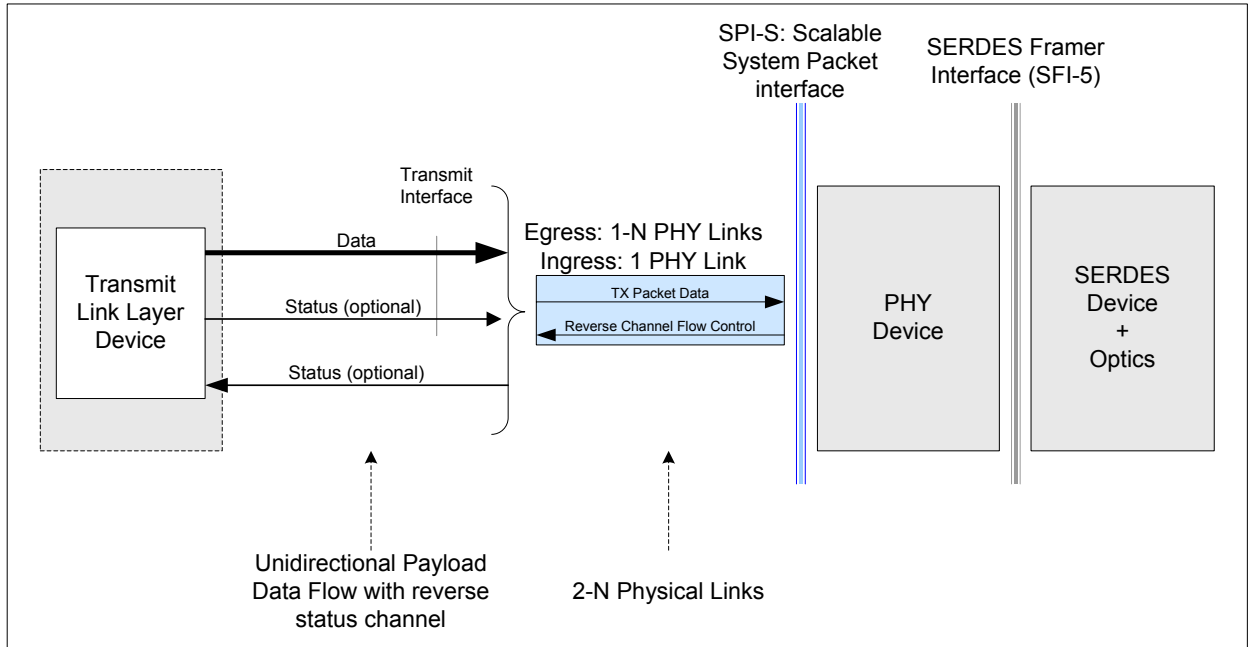 SPI-S: Scalable
System Packet
interface
SERDES Framer
Interface (SFI-5)
Transmit
Interface
Data
Status (optional)
Status (optional)
Transmit
Link Layer
Device
Egress: 1-N PHY Links
Ingress: 1 PHY Link
TX Packet Data
Reverse Channel Flow Control
PHY
Device
SERDES
Device
+
Optics
Unidirectional Payload
Data Flow with reverse
status channel
2-N Physical Links